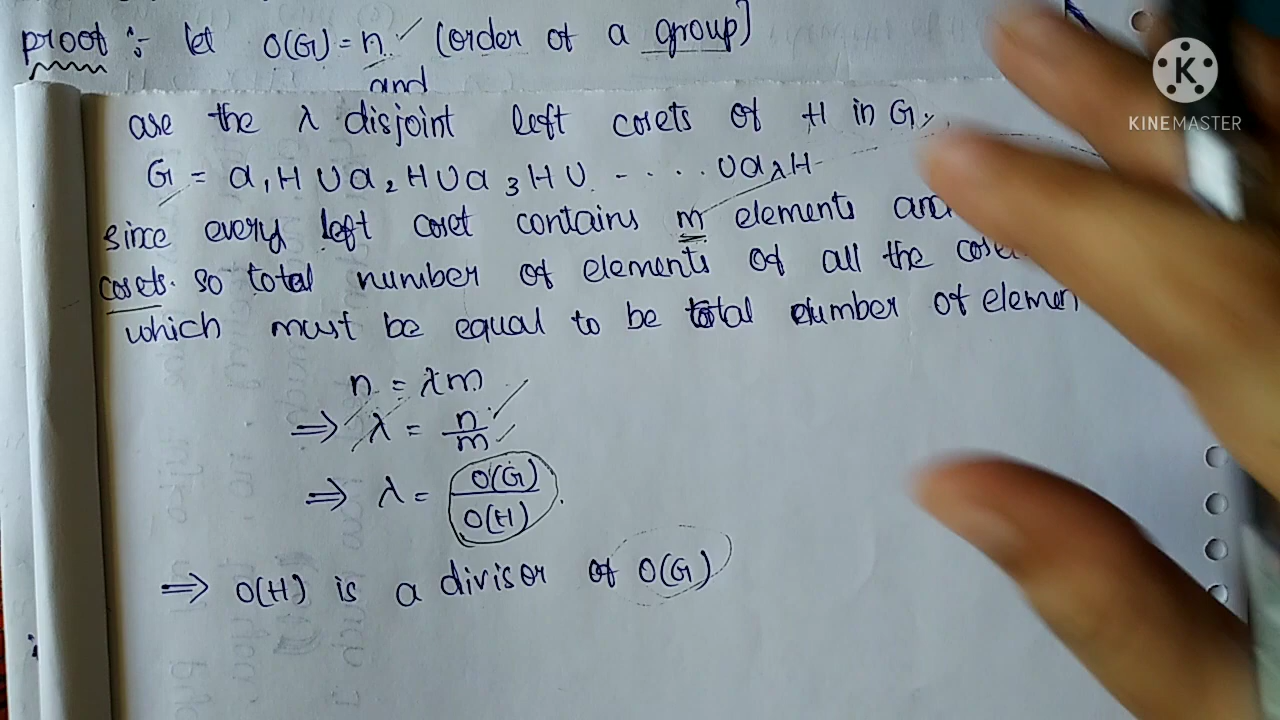 proof :- let O(G) = n (order of a group)
and
are the λ disjoint left cosets of H in G,
G = a₁H ∪ a₂H ∪ a₃H ∪ - .... ∪ aλH
since every left coset contains m elements and
cosets. so total number of elements of all the
which must be equal to be total number of elemen
n = λm
⇒ λ = n/m
⇒ λ = O(G)/O(H).
⇒ O(H) is a divisor of O(G)
K
KINEMASTER